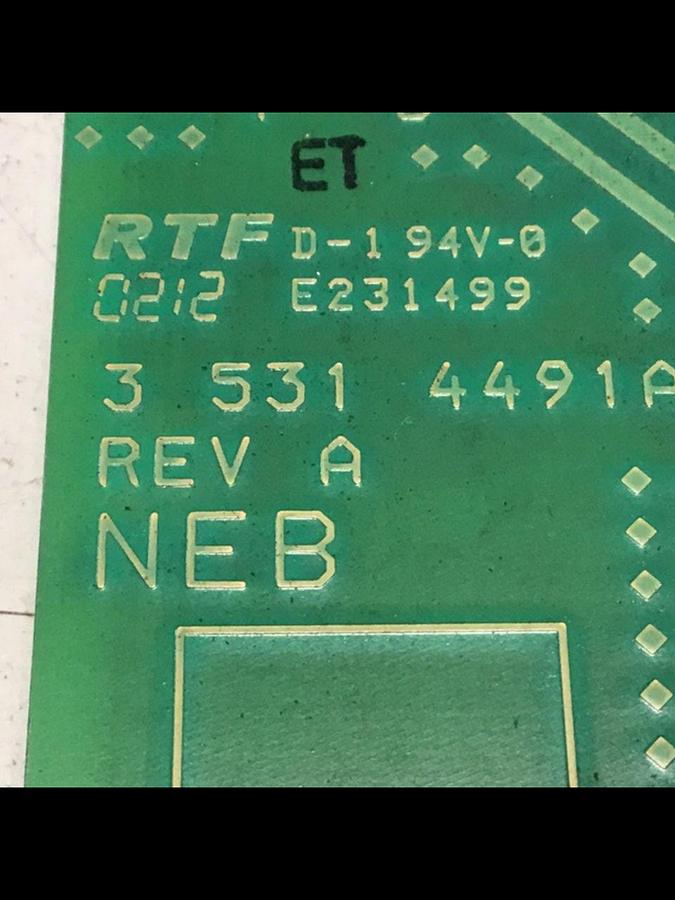 ET
RTF D-1 94V-0
0212 E231499
3 531 4491A
REV A
NEB